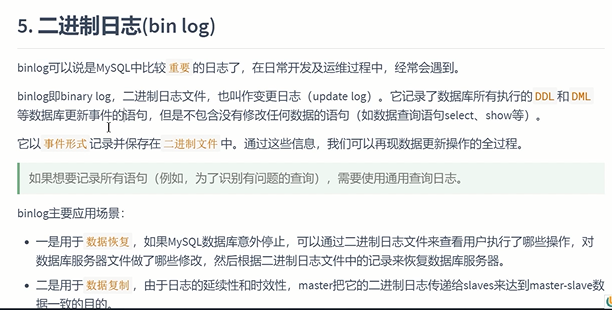 5. 二进制日志(bin log)
binlog可以说是MySQL中比较 重要 的日志了，在日常开发及运维过程中，经常会遇到。
binlog即binary log，二进制日志文件，也叫作变更日志（update log）。它记录了数据库所有执行的 DDL 和 DML
等数据库更新事件的语句，但是不包含没有修改任何数据的语句（如数据查询语句select、show等）。
它以 事件形式 记录并保存在 二进制文件 中。通过这些信息，我们可以再现数据更新操作的全过程。
如果想要记录所有语句（例如，为了识别有问题的查询），需要使用通用查询日志。
binlog主要应用场景：
• 一是用于 数据恢复 ，如果MySQL数据库意外停止，可以通过二进制日志文件来查看用户执行了哪些操作，对
数据库服务器文件做了哪些修改，然后根据二进制日志文件中的记录来恢复数据库服务器。
• 二是用于 数据复制 ，由于日志的延续性和时效性，master把它的二进制日志传递给slaves来达到master-slave数
据一致的目的。